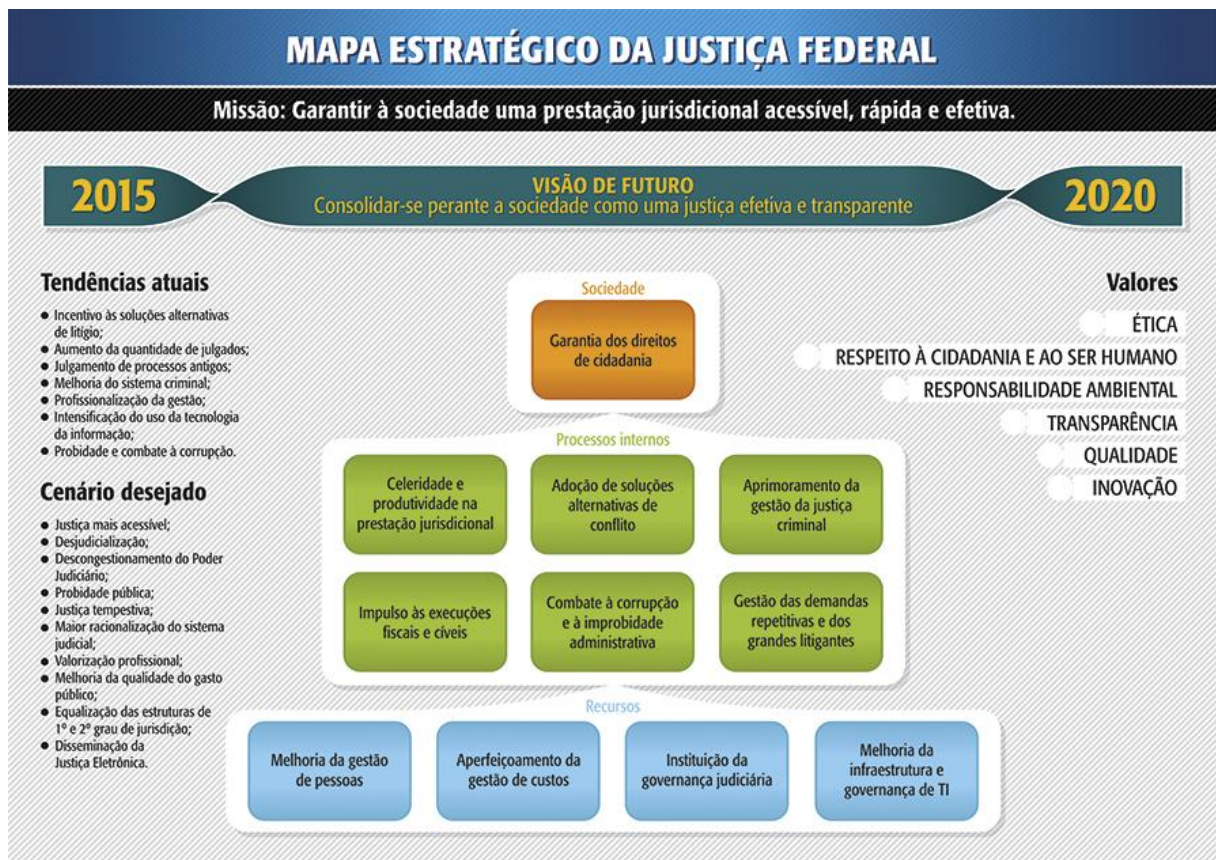 MAPA ESTRATÉGICO DA JUSTIÇA FEDERAL
Missão: Garantir à sociedade uma prestação jurisdicional acessível, rápida e efetiva.
2015
VISÃO DE FUTURO
Consolidar-se perante a sociedade como uma justiça efetiva e transparente
2020
Tendências atuais
● Incentivo às soluções alternativas
de litígio;
● Aumento da quantidade de julgados;
● Julgamento de processos antigos;
● Melhoria do sistema criminal;
● Profissionalização da gestão;
● Intensificação do uso da tecnologia
da informação;
● Probidade e combate à corrupção.
Cenário desejado
● Justiça mais acessível;
● Desjudicialização;
● Descongestionamento do Poder
Judiciário;
● Probidade pública;
● Justiça tempestiva;
● Maior racionalização do sistema
judicial;
● Valorização profissional;
● Melhoria da qualidade do gasto
público;
● Equalização das estruturas de
1º e 2º grau de jurisdição;
● Disseminação da
Justiça Eletrônica.
Sociedade
Garantia dos direitos
de cidadania
Processos internos
Celeridade e
produtividade na
prestação jurisdicional
Adoção de soluções
alternativas de
conflito
Aprimoramento da
gestão da justiça
criminal
Impulso às execuções
fiscais e cíveis
Combate à corrupção
e à improbidade
administrativa
Gestão das demandas
repetitivas e dos
grandes litigantes
Recursos
Melhoria da gestão
de pessoas
Aperfeiçoamento da
gestão de custos
Instituição da
governança judiciária
Melhoria da
infraestrutura e
governança de TI
Valores
ÉTICA
RESPEITO À CIDADANIA E AO SER HUMANO
RESPONSABILIDADE AMBIENTAL
TRANSPARÊNCIA
QUALIDADE
INOVAÇÃO